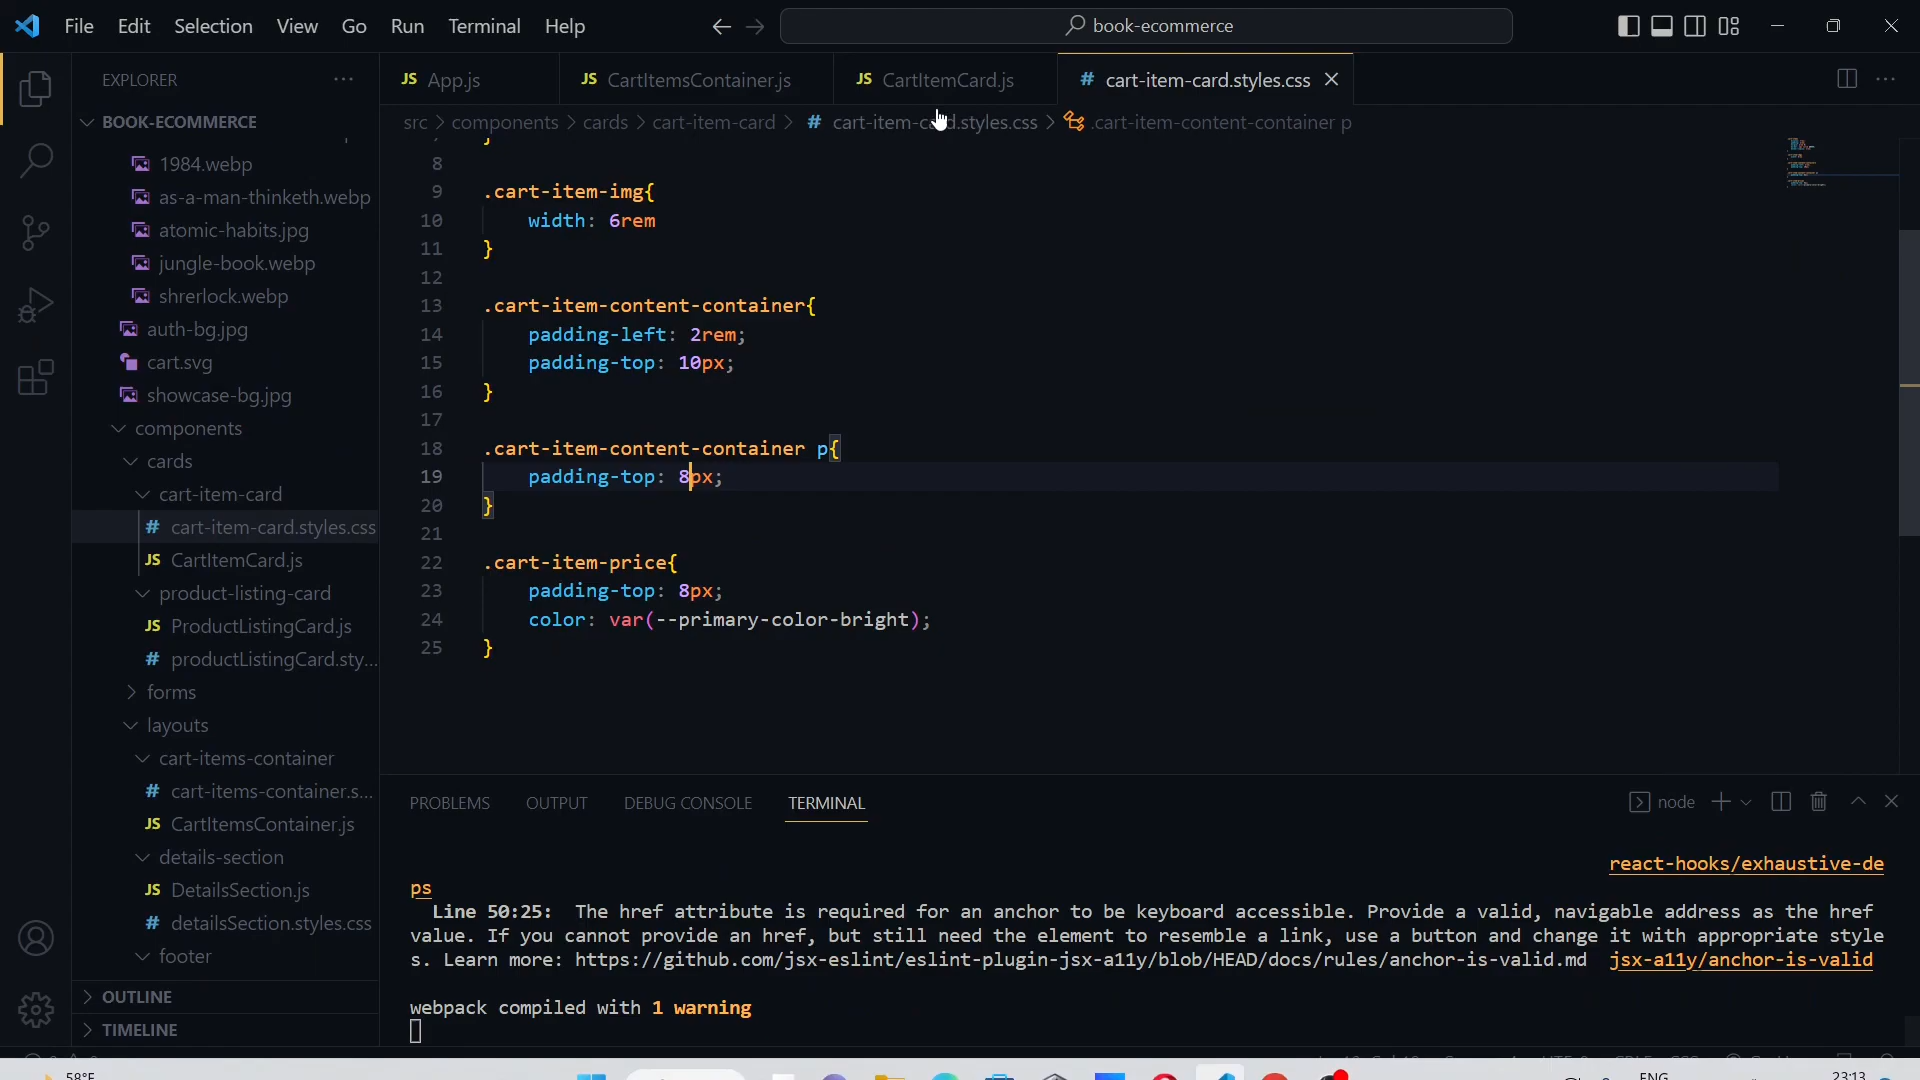 File Edit Selection View Go Run Terminal Help
book-ecommerce
EXPLORER
BOOK-ECOMMERCE
1984.webp
as-a-man-thinketh.webp
atomic-habits.jpg
jungle-book.webp
shrerlock.webp
auth-bg.jpg
cart.svg
showcase-bg.jpg
components
cards
cart-item-card
# cart-item-card.styles.css
JS CartItemCard.js
product-listing-card
JS ProductListingCard.js
# productListingCard.sty...
forms
layouts
cart-items-container
# cart-items-container.s...
JS CartItemsContainer.js
details-section
JS DetailsSection.js
# detailsSection.styles.css
footer
OUTLINE
TIMELINE
JS App.js JS CartItemsContainer.js JS CartItemCard.js # cart-item-card.styles.css
src > components > cards > cart-item-card > # cart-item-card.styles.css > .cart-item-content-container p
}
8
9 .cart-item-img{
10 width: 6rem
11 }
12
13 .cart-item-content-container{
14 padding-left: 2rem;
15 padding-top: 10px;
16 }
17
18 .cart-item-content-container p{
19 padding-top: 8px;
20 }
21
22 .cart-item-price{
23 padding-top: 8px;
24 color: var(--primary-color-bright);
25 }
PROBLEMS OUTPUT DEBUG CONSOLE TERMINAL
node
react-hooks/exhaustive-de
ps
Line 50:25: The href attribute is required for an anchor to be keyboard accessible. Provide a valid, navigable address as the href
value. If you cannot provide an href, but still need the element to resemble a link, use a button and change it with appropriate style
s. Learn more: https://github.com/jsx-eslint/eslint-plugin-jsx-a11y/blob/HEAD/docs/rules/anchor-is-valid.md jsx-a11y/anchor-is-valid
webpack compiled with 1 warning
58°F
ENG
23:13